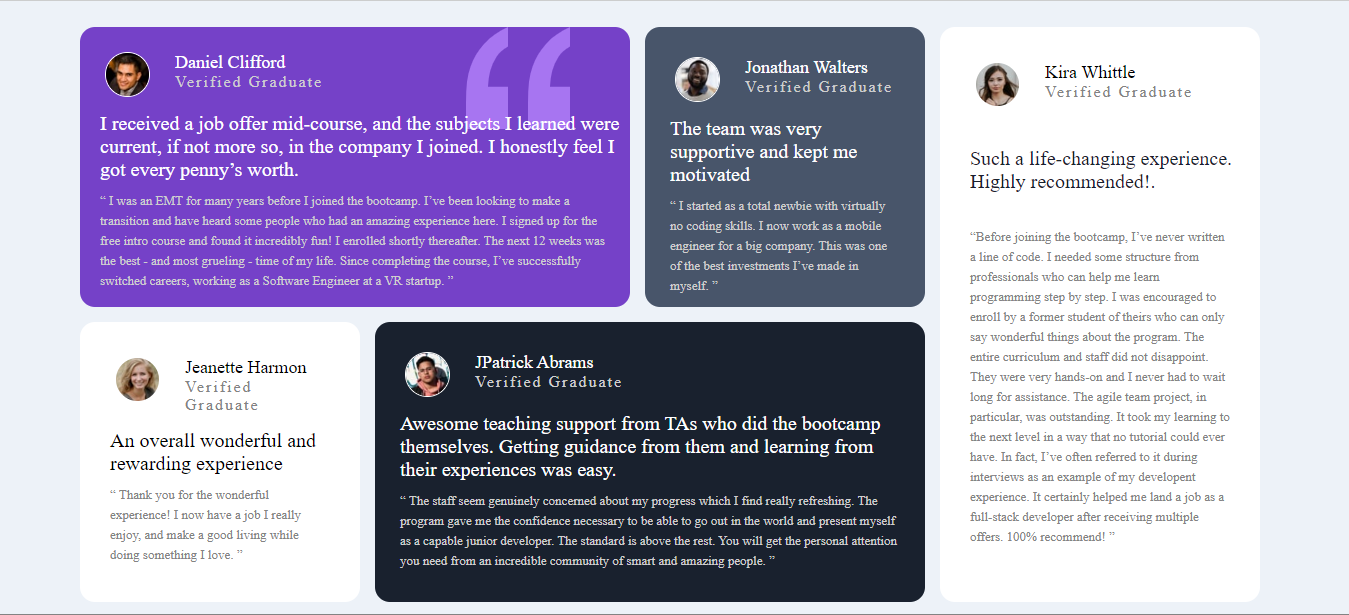 Daniel Clifford
Verified Graduate
I received a job offer mid-course, and the subjects I learned were
current, if not more so, in the company I joined. I honestly feel I
got every penny’s worth.
“ I was an EMT for many years before I joined the bootcamp. I’ve been looking to make a
transition and have heard some people who had an amazing experience here. I signed up for the
free intro course and found it incredibly fun! I enrolled shortly thereafter. The next 12 weeks was
the best - and most grueling - time of my life. Since completing the course, I’ve successfully
switched careers, working as a Software Engineer at a VR startup. ”
Jonathan Walters
Verified Graduate
The team was very
supportive and kept me
motivated
“ I started as a total newbie with virtually
no coding skills. I now work as a mobile
engineer for a big company. This was one
of the best investments I’ve made in
myself. ”
Kira Whittle
Verified Graduate
Such a life-changing experience.
Highly recommended!.
“Before joining the bootcamp, I’ve never written
a line of code. I needed some structure from
professionals who can help me learn
programming step by step. I was encouraged to
enroll by a former student of theirs who can only
say wonderful things about the program. The
entire curriculum and staff did not disappoint.
They were very hands-on and I never had to wait
long for assistance. The agile team project, in
particular, was outstanding. It took my learning to
the next level in a way that no tutorial could ever
have. In fact, I’ve often referred to it during
interviews as an example of my developent
experience. It certainly helped me land a job as a
full-stack developer after receiving multiple
offers. 100% recommend! ”
Jeanette Harmon
Verified
Graduate
An overall wonderful and
rewarding experience
“ Thank you for the wonderful
experience! I now have a job I really
enjoy, and make a good living while
doing something I love. ”
JPatrick Abrams
Verified Graduate
Awesome teaching support from TAs who did the bootcamp
themselves. Getting guidance from them and learning from
their experiences was easy.
“ The staff seem genuinely concerned about my progress which I find really refreshing. The
program gave me the confidence necessary to be able to go out in the world and present myself
as a capable junior developer. The standard is above the rest. You will get the personal attention
you need from an incredible community of smart and amazing people. ”